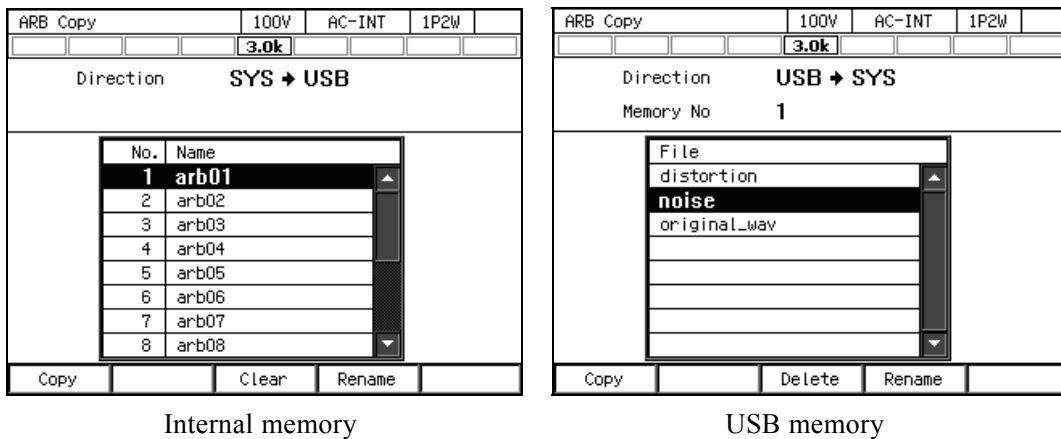 ARB Copy 100V AC-INT 1P2W
3.0k
Direction SYS → USB
No. Name
1 arb01
2 arb02
3 arb03
4 arb04
5 arb05
6 arb06
7 arb07
8 arb08
Copy Clear Rename
Internal memory
ARB Copy 100V AC-INT 1P2W
3.0k
Direction USB → SYS
Memory No 1
File
distortion
noise
original_wav
Copy Delete Rename
USB memory